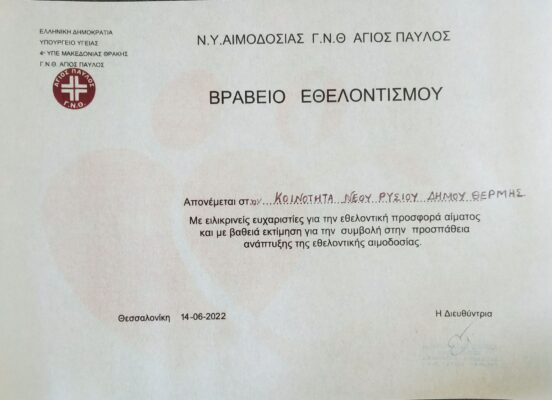 ΕΛΛΗΝΙΚΗ ΔΗΜΟΚΡΑΤΙΑ
ΥΠΟΥΡΓΕΙΟ ΥΓΕΙΑΣ
4η ΥΠΕ ΜΑΚΕΔΟΝΙΑΣ ΘΡΑΚΗΣ
Γ.Ν.Θ. ΑΓΙΟΣ ΠΑΥΛΟΣ
ΑΓΙΟΣ ΠΑΥΛΟΣ
Γ.Ν.Θ.
Ν.Υ.ΑΙΜΟΔΟΣΙΑΣ Γ.Ν.Θ ΑΓΙΟΣ ΠΑΥΛΟΣ
ΒΡΑΒΕΙΟ ΕΘΕΛΟΝΤΙΣΜΟΥ
Απονέμεται στ... ΚΟΙΝΟΤΗΤΑ ΝΕΟΥ ΡΥΣΙΟΥ ΔΗΜΟΥ ΘΕΡΜΗΣ
Με ειλικρινείς ευχαριστίες για την εθελοντική προσφορά αίματος
και με βαθειά εκτίμηση για την συμβολή στην προσπάθεια
ανάπτυξης της εθελοντικής αιμοδοσίας.
Θεσσαλονίκη 14-06-2022
Η Διευθύντρια